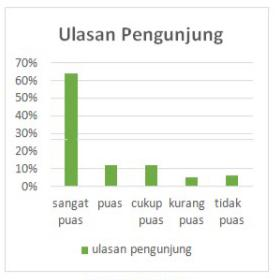 Ulasan Pengunjung
70%
60%
50%
40%
30%
20%
10%
0%
sangat puas cukup kurang tidak
puas puas puas puas
ulasan pengunjung